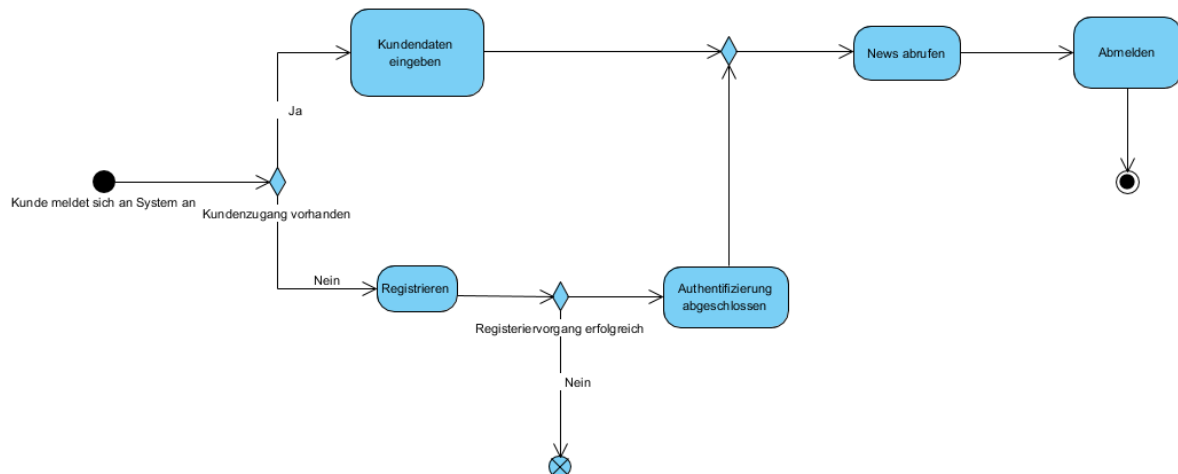 Kundendaten
eingeben
News abrufen
Abmelden
Ja
Kunde meldet sich an System an
Kundenzugang vorhanden
Nein
Registrieren
Authentifizierung
abgeschlossen
Registeriervorgang erfolgreich
Nein